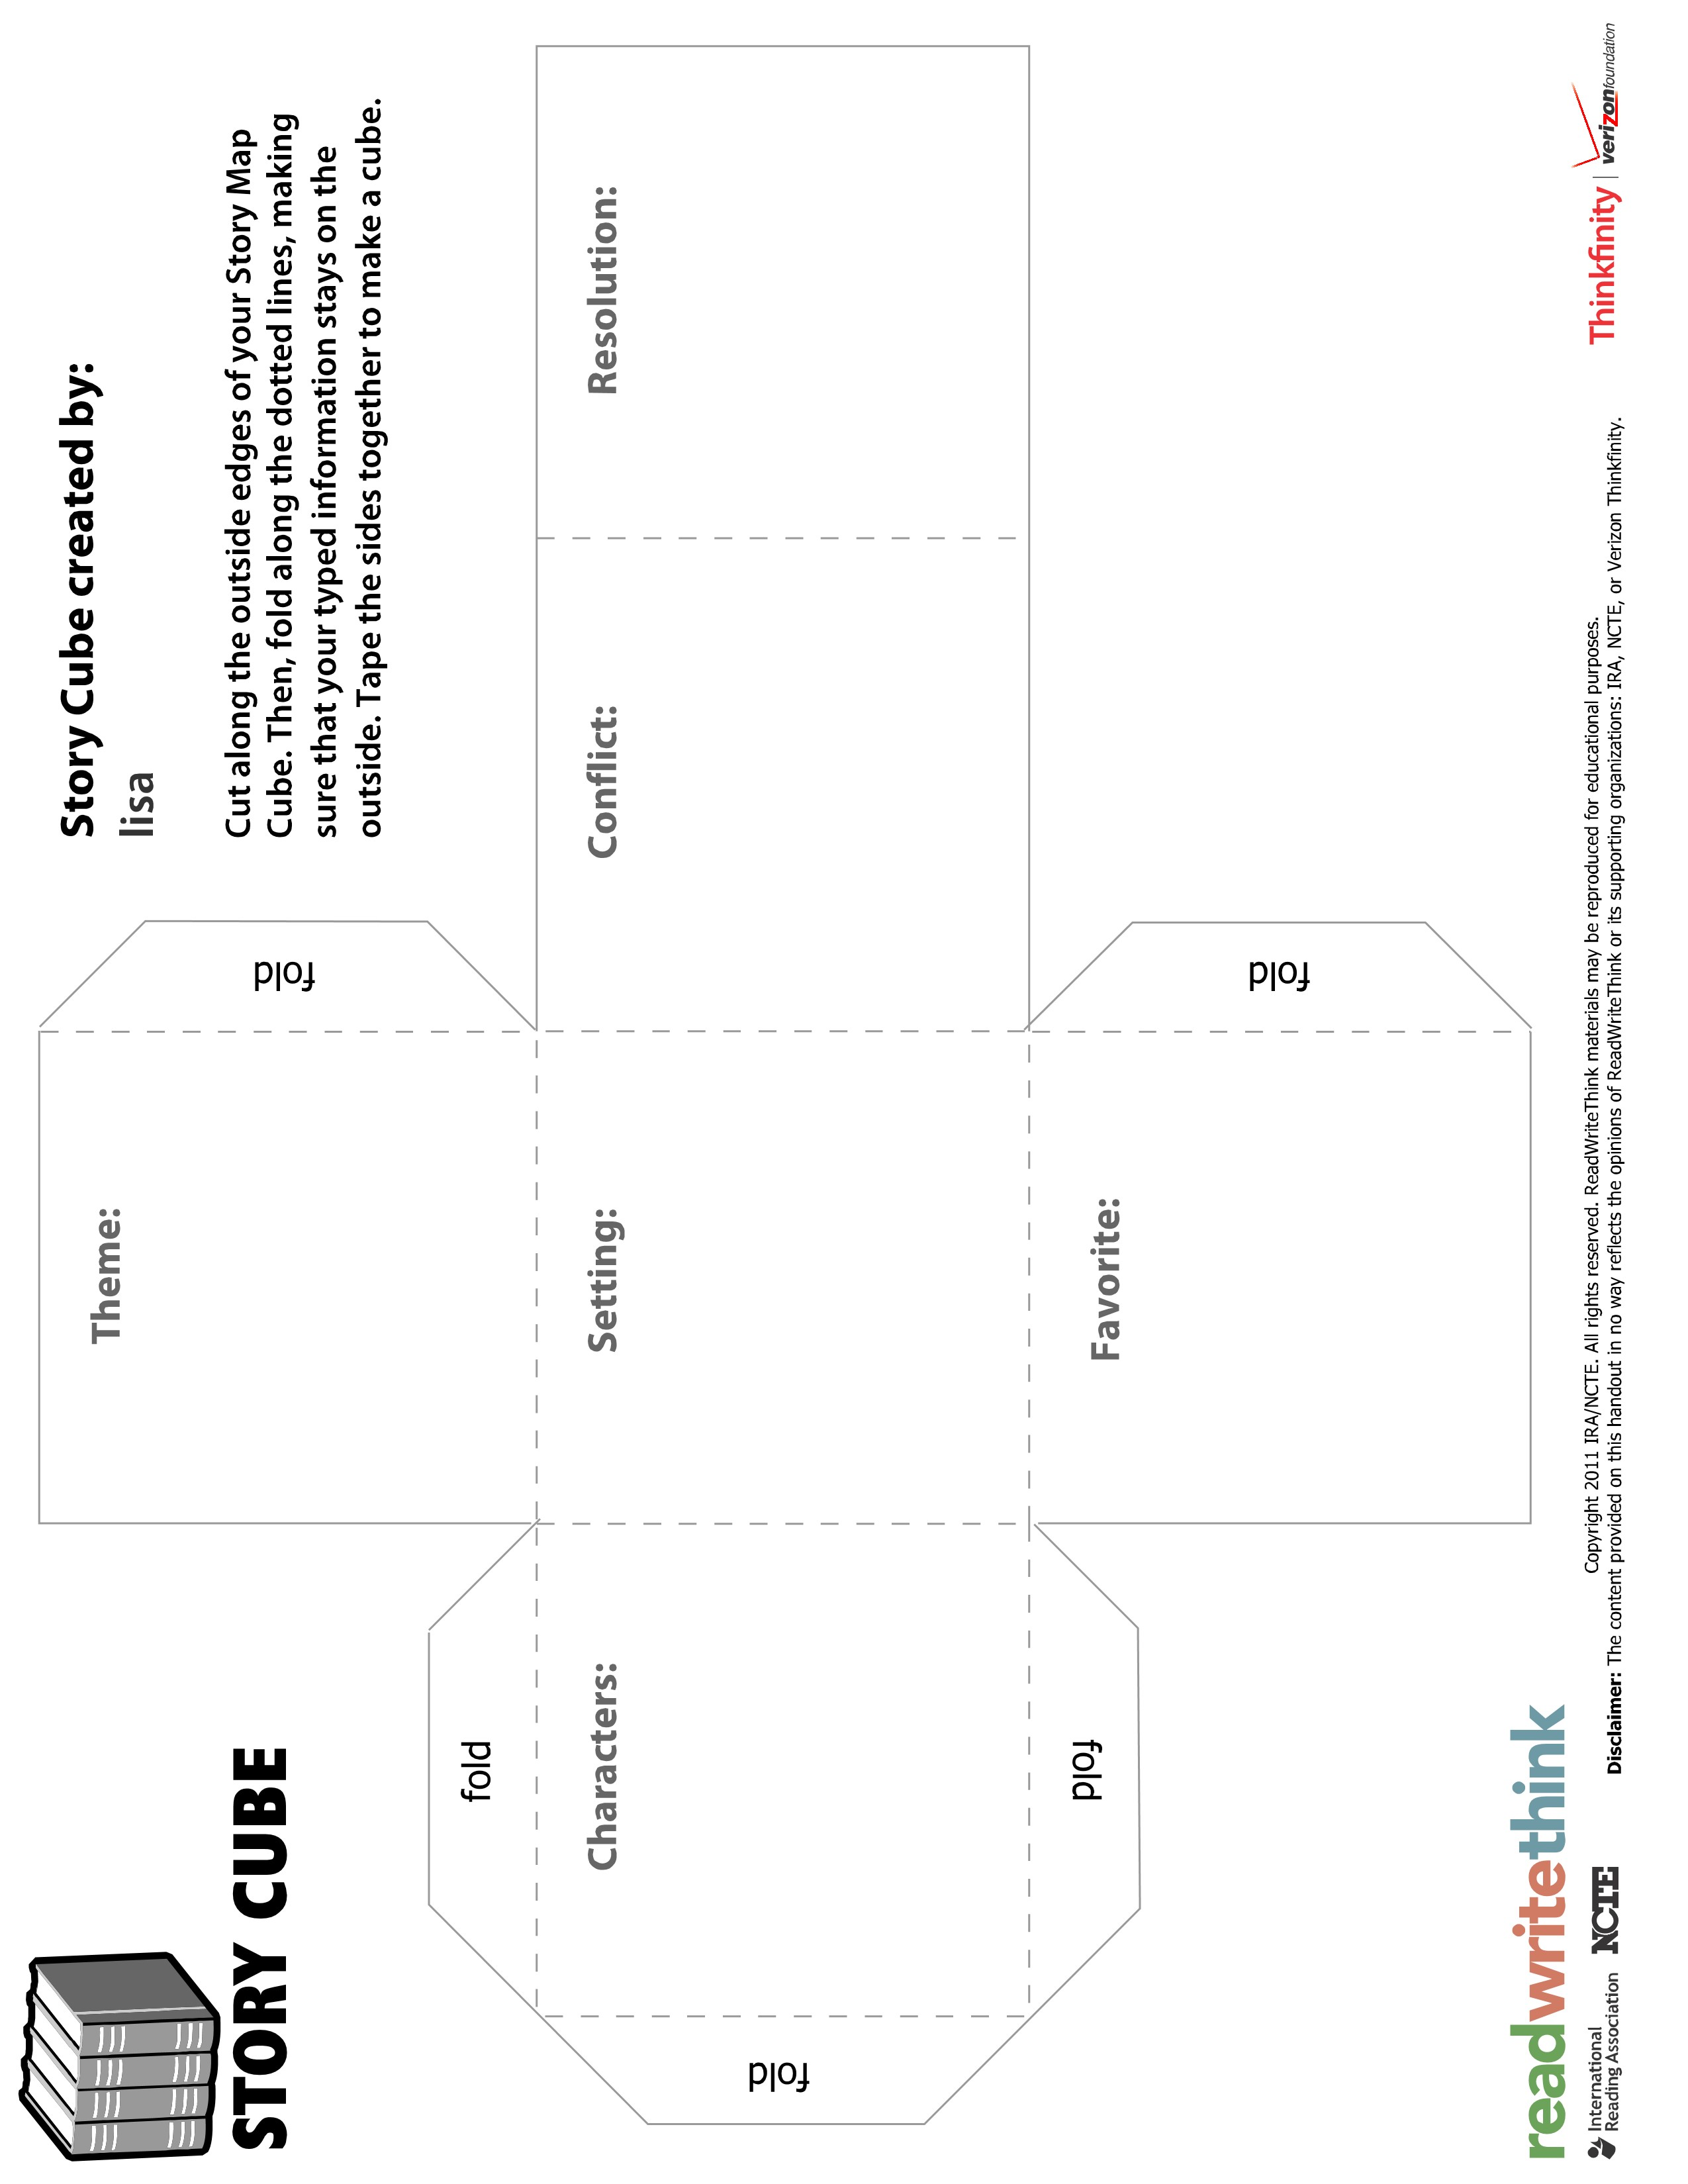 STORY CUBE
Story Cube created by:
lisa
Cut along the outside edges of your Story Map
Cube. Then, fold along the dotted lines, making
sure that your typed information stays on the
outside. Tape the sides together to make a cube.
Theme:
fold
fold
fold
Characters:
Setting:
Conflict:
Resolution:
fold
fold
Favorite:
readwritethink
International
Reading Association
NCTE
Copyright 2011 IRA/NCTE. All rights reserved. ReadWriteThink materials may be reproduced for educational purposes.
Disclaimer: The content provided on this handout in no way reflects the opinions of ReadWriteThink or its supporting organizations: IRA, NCTE, or Verizon Thinkfinity.
Thinkfinity | verizonfoundation